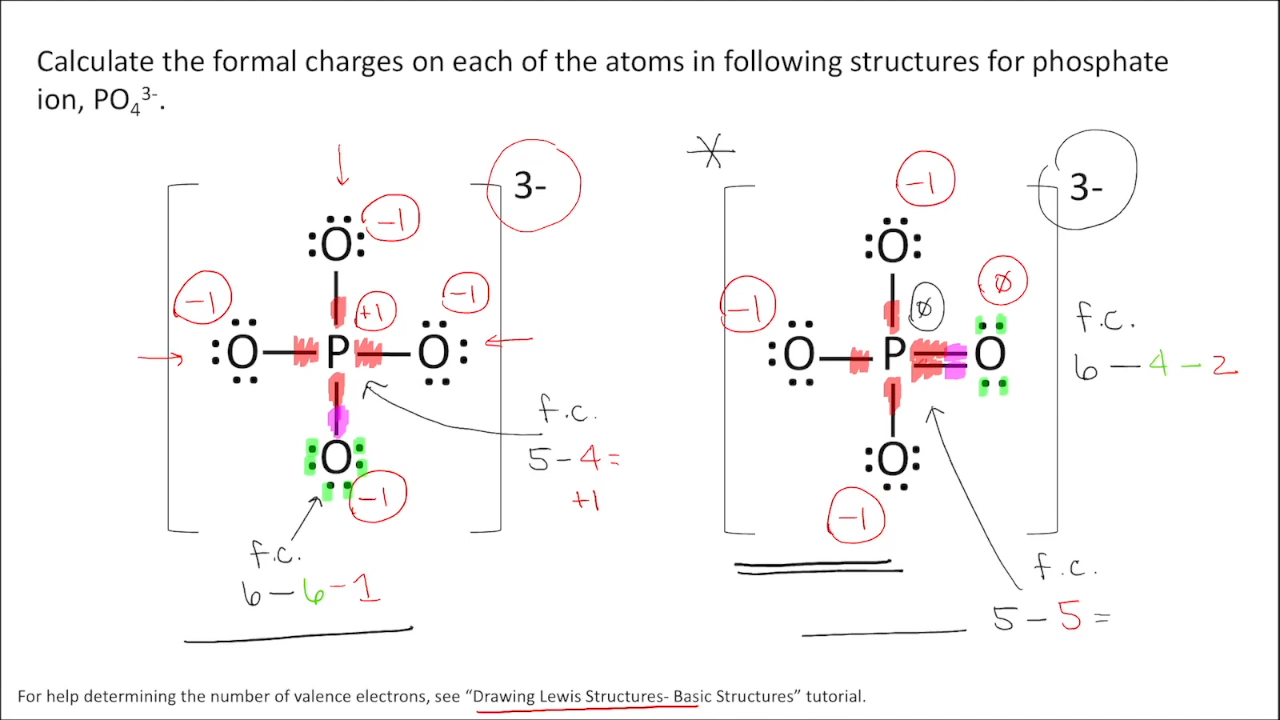 Calculate the formal charges on each of the atoms in following structures for phosphate
ion, PO₄³⁻.
3-
-1
:O:
-1
+1
-1
:O
P
O:
f.c.
5-4=
+1
:O:
-1
f.c.
6-6-1
*
3-
-1
:O:
-1
0
0
:O
P
O
f.c.
6-4-2
:O:
-1
f.c.
5-5=
For help determining the number of valence electrons, see “Drawing Lewis Structures- Basic Structures” tutorial.